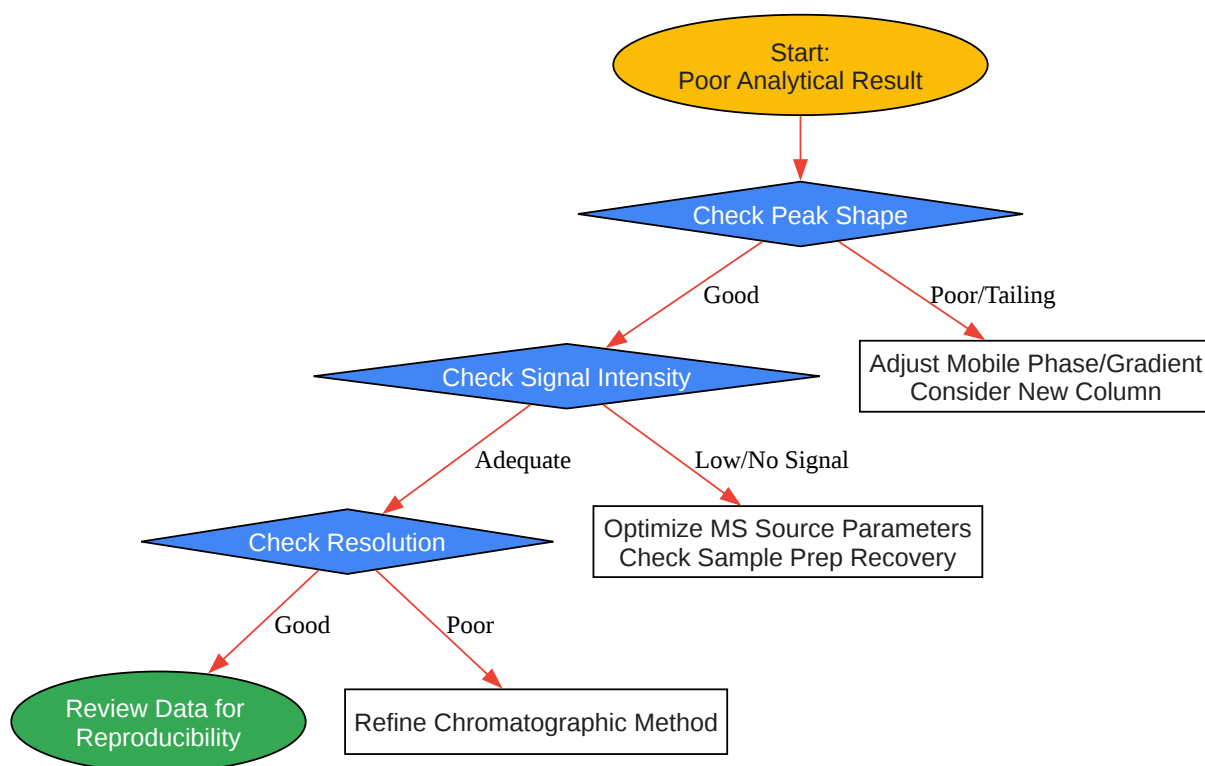 Start:
Poor Analytical Result
Check Peak Shape
Good
Poor/Tailing
Adjust Mobile Phase/Gradient
Consider New Column
Check Signal Intensity
Adequate
Low/No Signal
Optimize MS Source Parameters
Check Sample Prep Recovery
Check Resolution
Good
Poor
Review Data for
Reproducibility
Refine Chromatographic Method